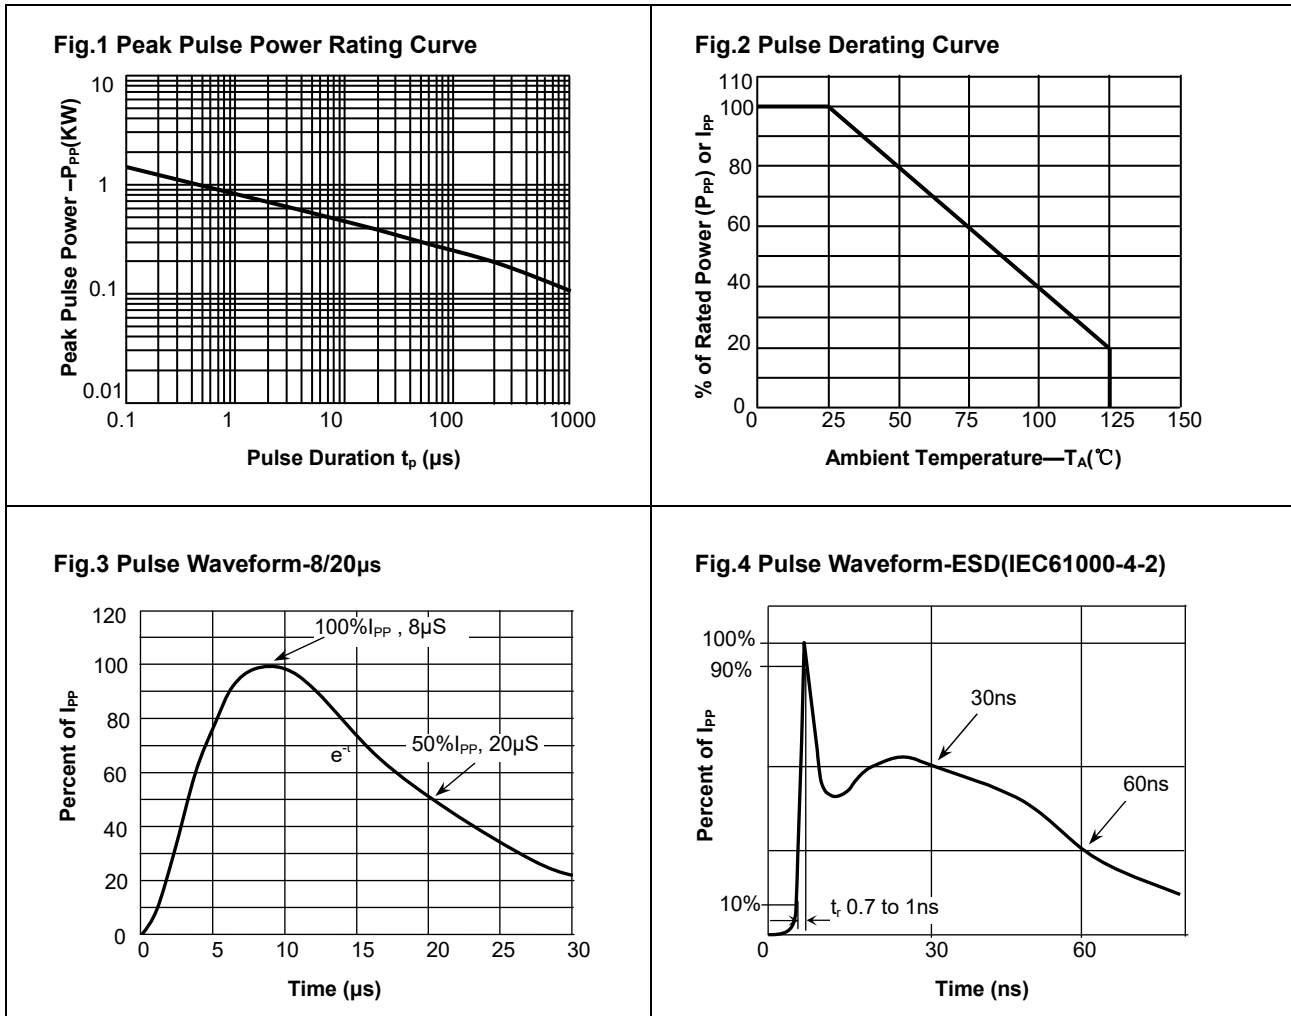 Fig.1 Peak Pulse Power Rating Curve
Peak Pulse Power –PPP(KW)
10
1
0.1
0.01
0.1 1 10 100 1000
Pulse Duration tp (µs)
Fig.2 Pulse Derating Curve
% of Rated Power (PPP) or IPP
110
100
80
60
40
20
0
0 25 50 75 100 125 150
Ambient Temperature—TA(℃)
Fig.3 Pulse Waveform-8/20µs
Percent of IPP
120
100
80
60
40
20
0
100%IPP , 8µS
e-t
50%IPP, 20µS
0 5 10 15 20 25 30
Time (µs)
Fig.4 Pulse Waveform-ESD(IEC61000-4-2)
Percent of IPP
100%
90%
30ns
60ns
10%
tr 0.7 to 1ns
0 30 60
Time (ns)